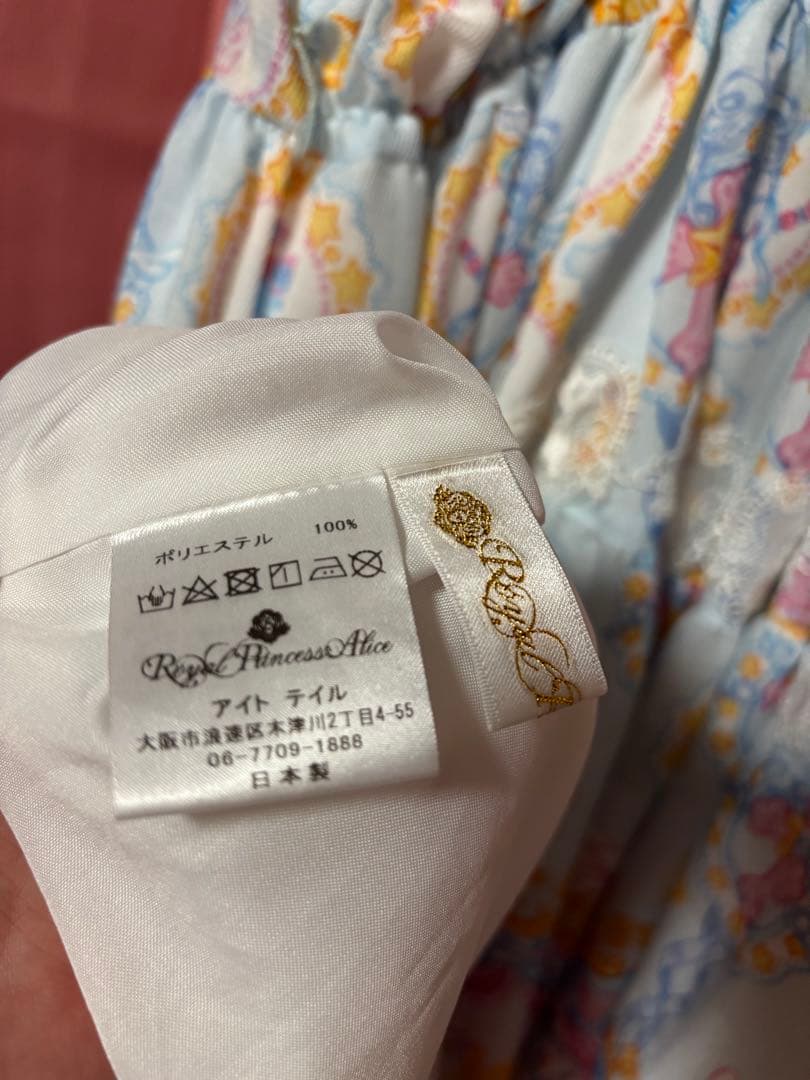 ポリエステル 100%
Royal Princess Alice
アイト テイル
大阪市浪速区木津川2丁目4-55
06-7709-1888
日本製
Royal